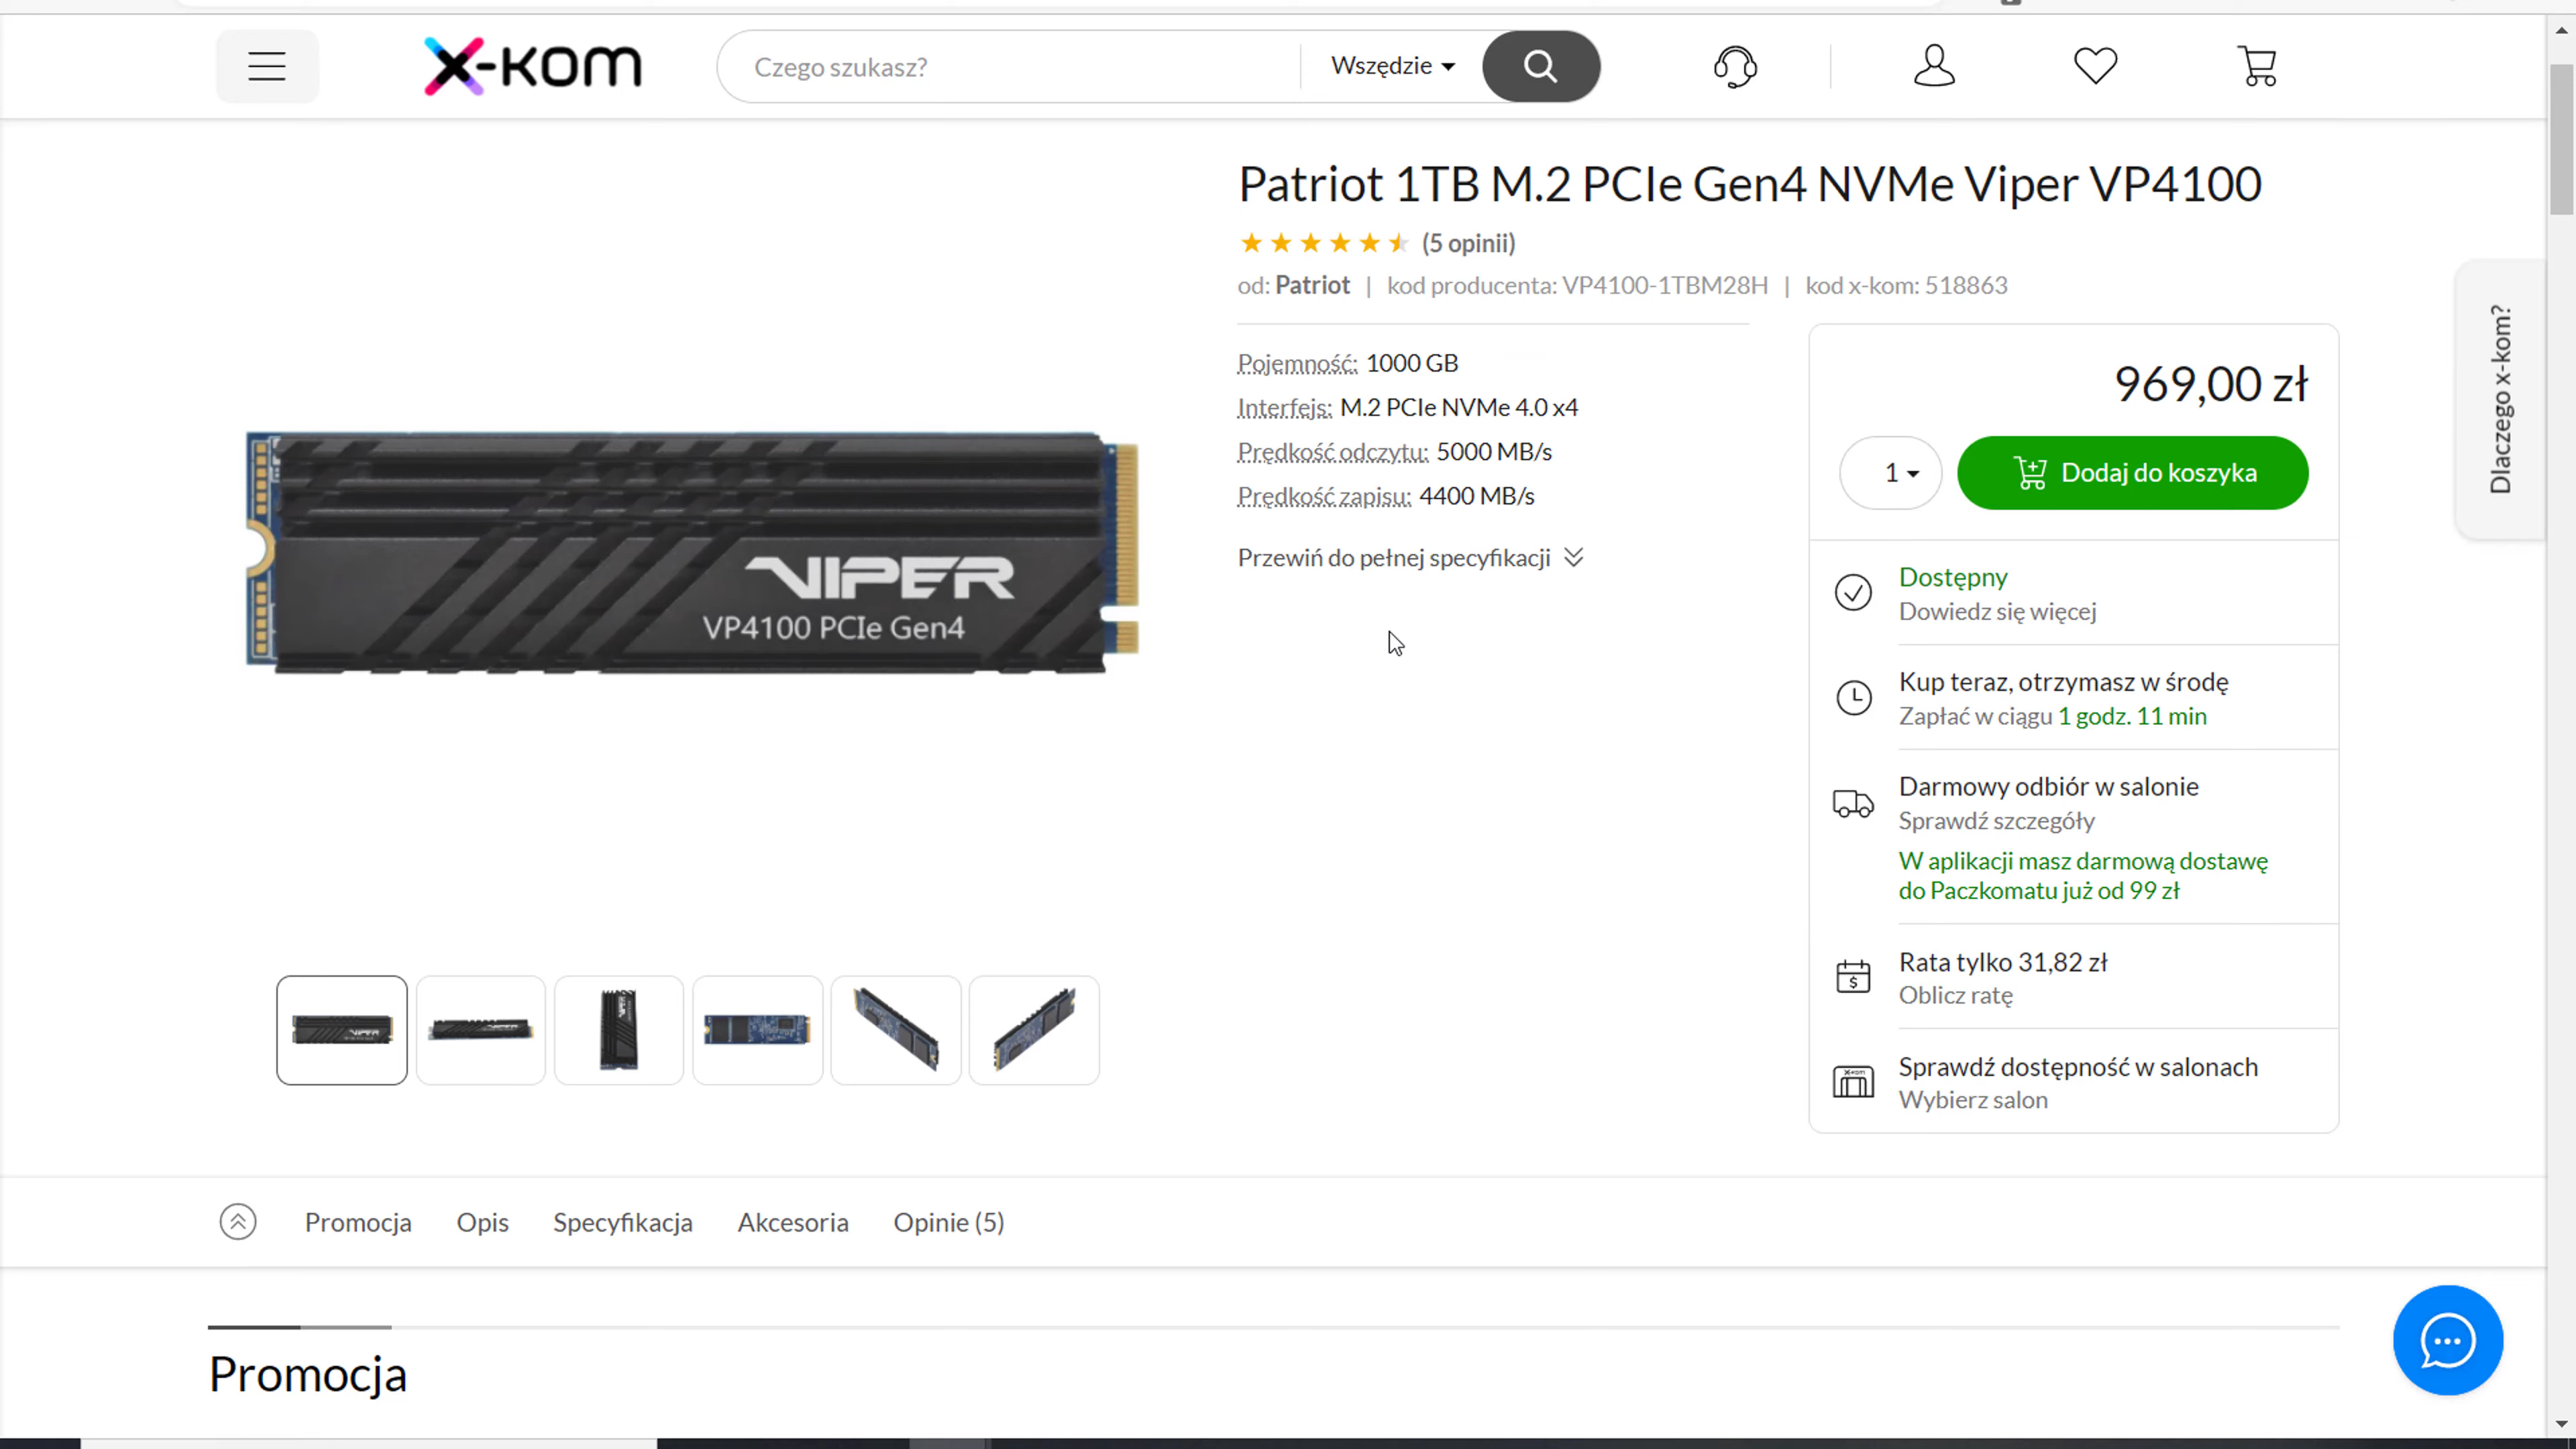 x-kom
Czego szukasz?
Wszędzie
Patriot 1TB M.2 PCIe Gen4 NVMe Viper VP4100
(5 opinii)
od: Patriot | kod producenta: VP4100-1TBM28H | kod x-kom: 518863
Pojemność: 1000 GB
Interfejs: M.2 PCIe NVMe 4.0 x4
Prędkość odczytu: 5000 MB/s
Prędkość zapisu: 4400 MB/s
Przewiń do pełnej specyfikacji
VIPER
VP4100 PCIe Gen4
969,00 zł
1
Dodaj do koszyka
Dostępny
Dowiedz się więcej
Kup teraz, otrzymasz w środę
Zapłać w ciągu 1 godz. 11 min
Darmowy odbiór w salonie
Sprawdź szczegóły
W aplikacji masz darmową dostawę
do Paczkomatu już od 99 zł
Rata tylko 31,82 zł
Oblicz ratę
Sprawdź dostępność w salonach
Wybierz salon
Dlaczego x-kom?
VIPER
Promocja
Opis
Specyfikacja
Akcesoria
Opinie (5)
Promocja